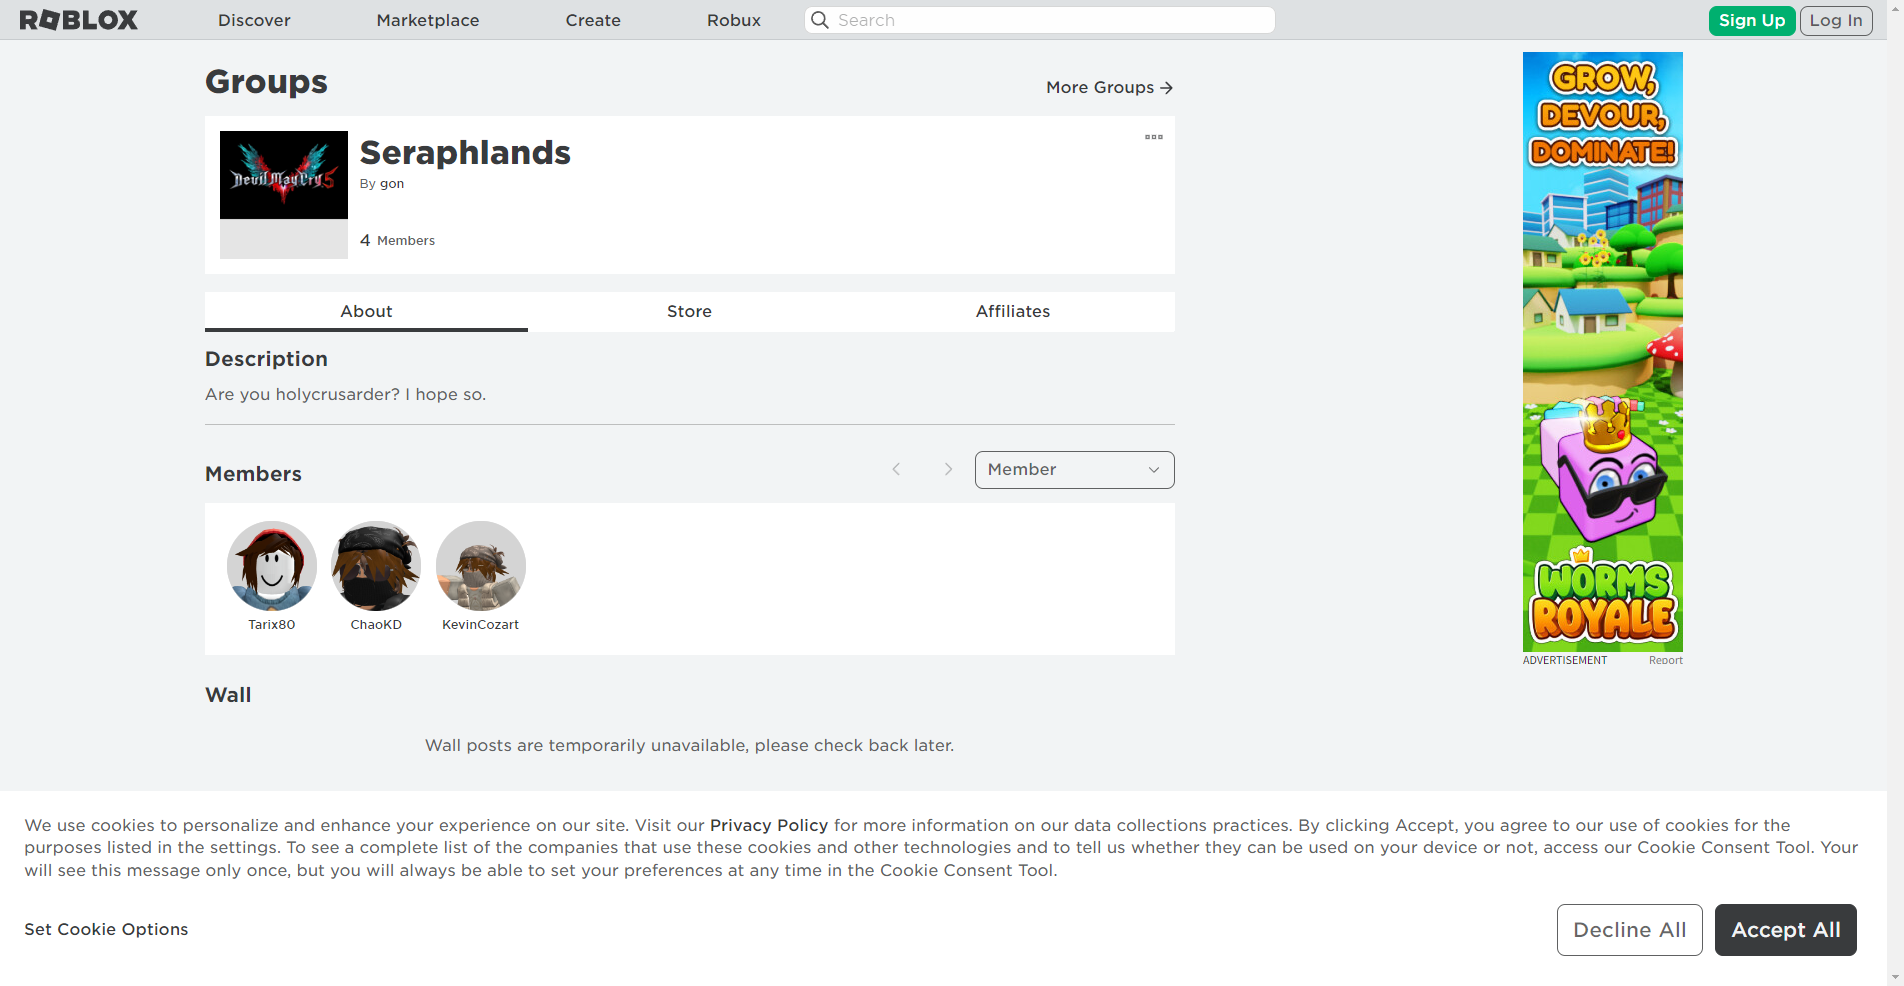 ROBLOX
Discover
Marketplace
Create
Robux
Search
Sign Up
Log In
Groups
More Groups
Devil May Cry 5
Seraphlands
By gon
4 Members
About
Store
Affiliates
Description
Are you holycrusarder? I hope so.
Members
Member
Tarix80
ChaoKD
KevinCozart
Wall
Wall posts are temporarily unavailable, please check back later.
GROW,
DEVOUR,
DOMINATE!
WORMS
ROYALE
ADVERTISEMENT
Report
We use cookies to personalize and enhance your experience on our site. Visit our Privacy Policy for more information on our data collections practices. By clicking Accept, you agree to our use of cookies for the
purposes listed in the settings. To see a complete list of the companies that use these cookies and other technologies and to tell us whether they can be used on your device or not, access our Cookie Consent Tool. Your
will see this message only once, but you will always be able to set your preferences at any time in the Cookie Consent Tool.
Set Cookie Options
Decline All
Accept All